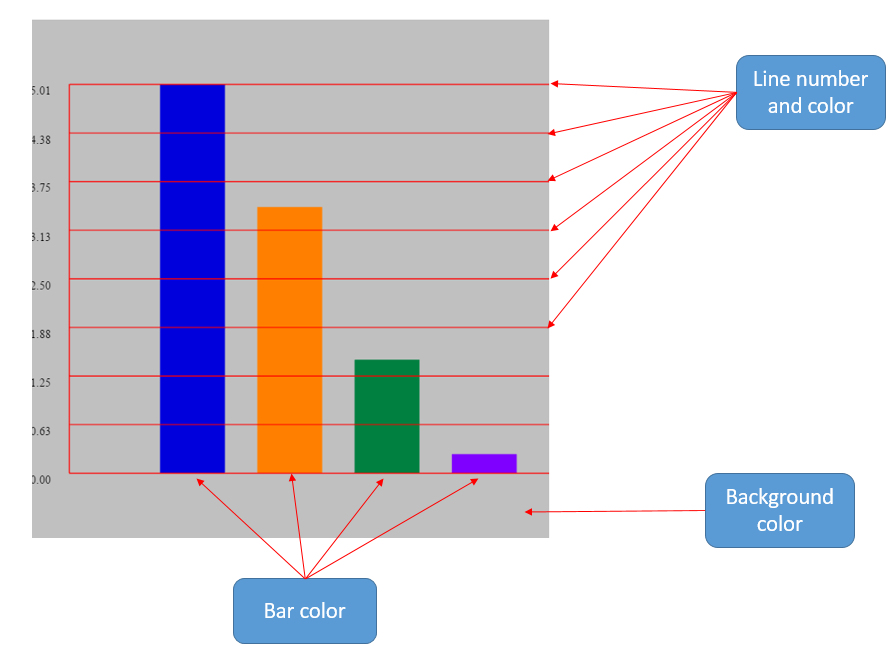 5.01
4.38
3.75
3.13
2.50
1.88
1.25
0.63
0.00
Line number
and color
Background
color
Bar color